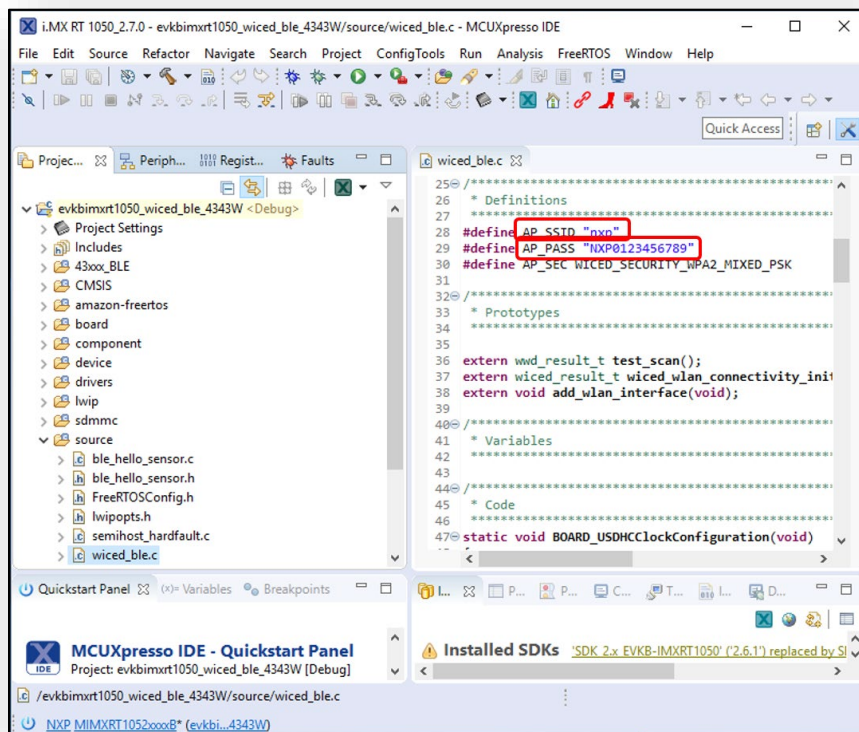 i.MX RT 1050_2.7.0 - evkbimxrt1050_wiced_ble_4343W/source/wiced_ble.c - MCUXpresso IDE
File Edit Source Refactor Navigate Search Project ConfigTools Run Analysis FreeRTOS Window Help
Quick Access
Projec... Periph... Regist... Faults
evkbimxrt1050_wiced_ble_4343W <Debug>
Project Settings
Includes
43xxx_BLE
CMSIS
amazon-freertos
board
component
device
drivers
lwip
sdmmc
source
ble_hello_sensor.c
ble_hello_sensor.h
FreeRTOSConfig.h
lwipopts.h
semihost_hardfault.c
wiced_ble.c
wiced_ble.c
25 /*******************************************
26 * Definitions
27 *******************************************
28 #define AP_SSID "nxp"
29 #define AP_PASS "NXP0123456789"
30 #define AP_SEC WICED_SECURITY_WPA2_MIXED_PSK
31
32 /*******************************************
33 * Prototypes
34 *******************************************
35
36 extern wwd_result_t test_scan();
37 extern wiced_result_t wiced_wlan_connectivity_init
38 extern void add_wlan_interface(void);
39
40 /*******************************************
41 * Variables
42 *******************************************
43
44 /*******************************************
45 * Code
46 *******************************************
47 static void BOARD_USDHCClockConfiguration(void)
Quickstart Panel (x)= Variables Breakpoints
MCUXpresso IDE - Quickstart Panel
IDE Project: evkbimxrt1050_wiced_ble_4343W [Debug]
I... P... P... C... T... I... D...
Installed SDKs 'SDK_2.x_EVKB-IMXRT1050' ('2.6.1') replaced by
/evkbimxrt1050_wiced_ble_4343W/source/wiced_ble.c
NXP MIMXRT1052xxxxB* (evkbi...4343W)